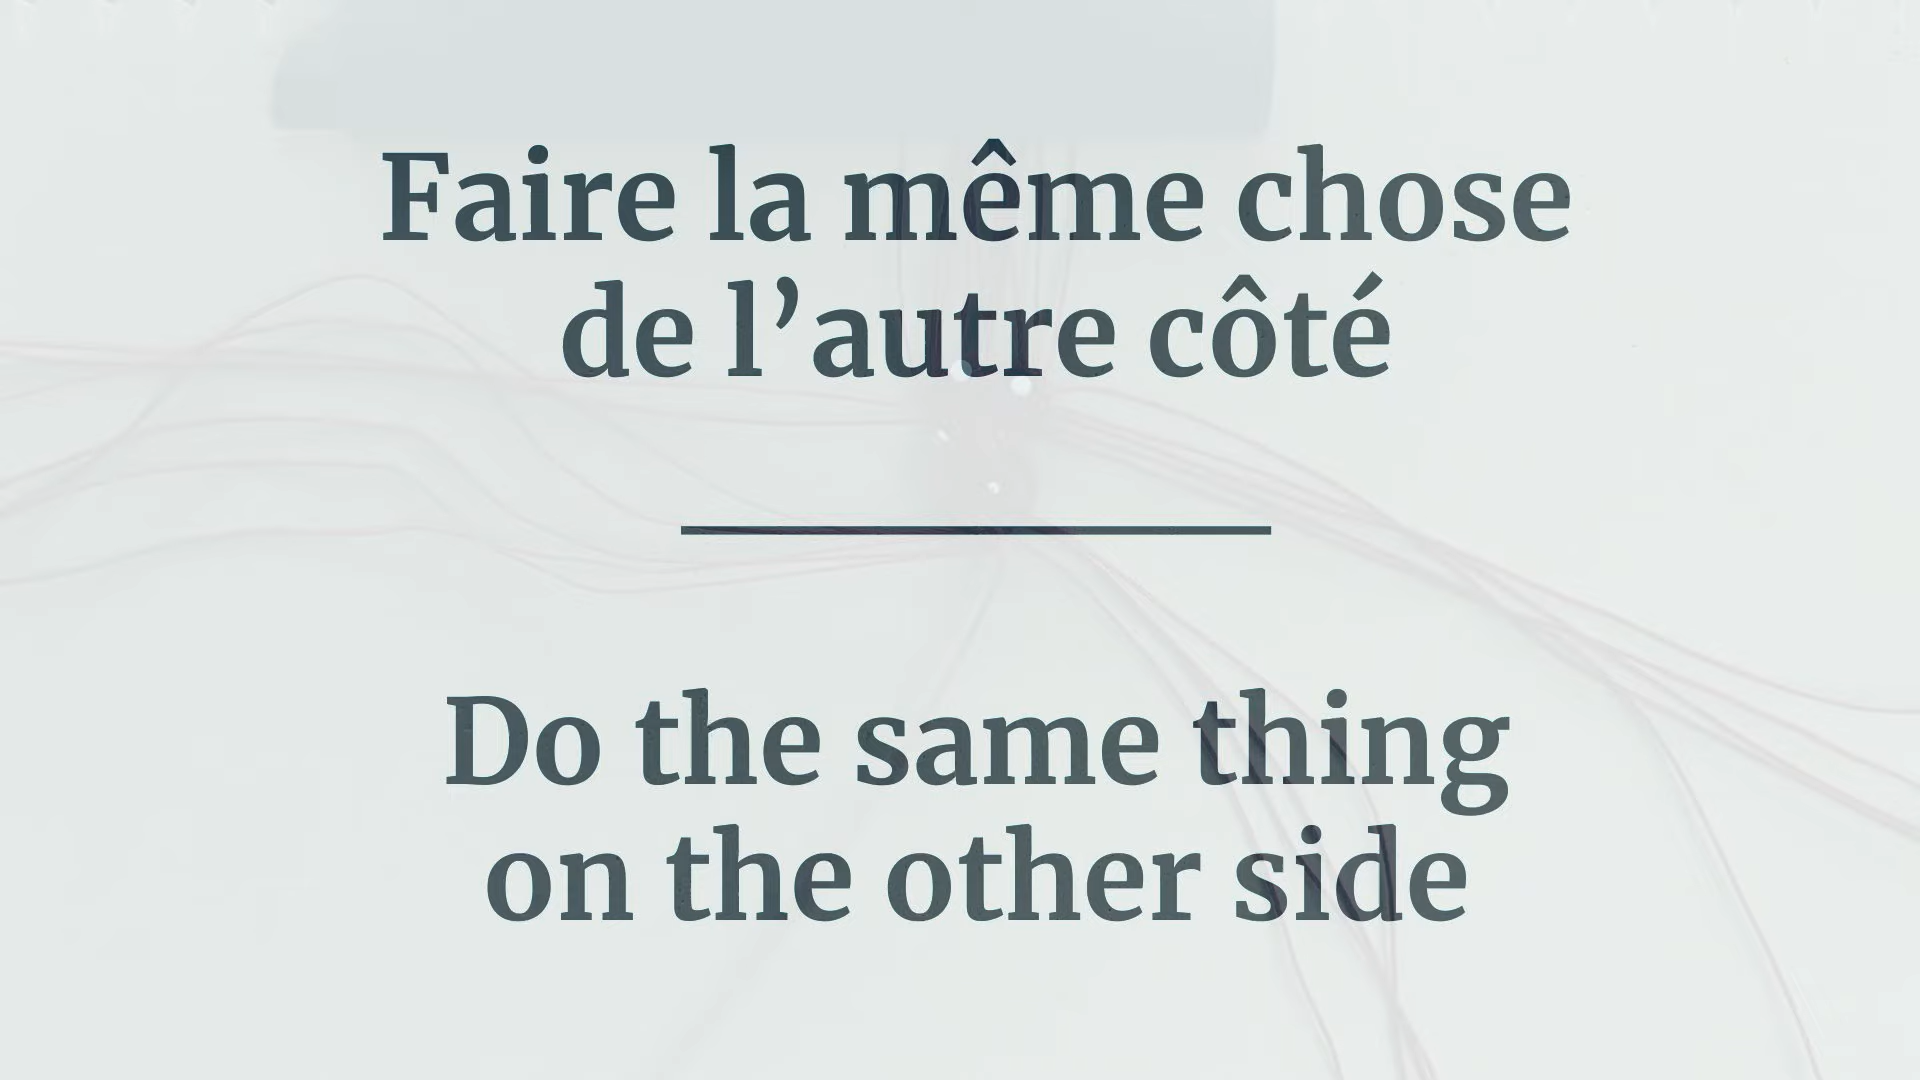 Faire la même chose
de l’autre côté
Do the same thing
on the other side